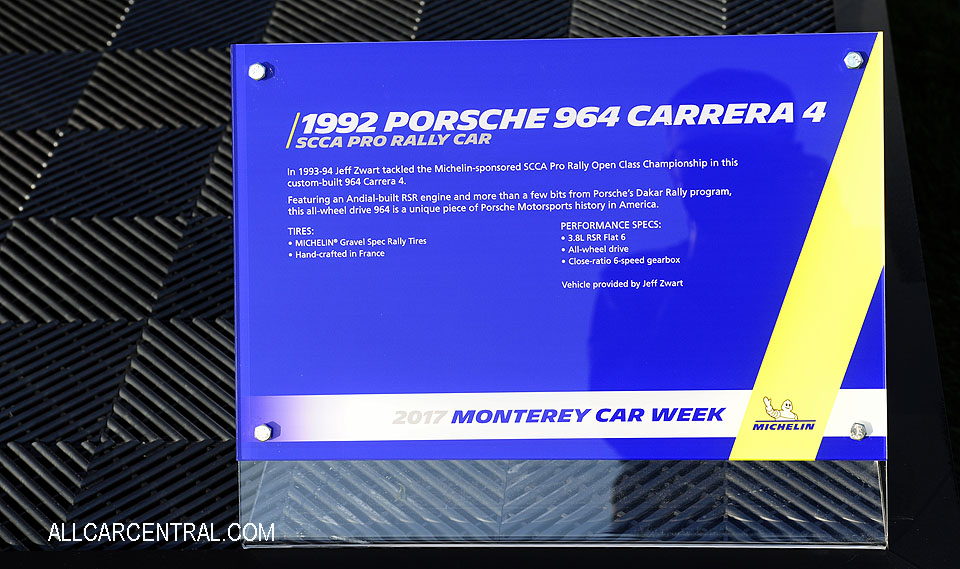 1992 PORSCHE 964 CARRERA 4
SCCA PRO RALLY CAR
In 1993-94 Jeff Zwart tackled the Michelin-sponsored SCCA Pro Rally Open Class Championship in this
custom-built 964 Carrera 4.
Featuring an Andial-built RSR engine and more than a few bits from Porsche's Dakar Rally program,
this all-wheel drive 964 is a unique piece of Porsche Motorsports history in America.
TIRES:
• MICHELIN® Gravel Spec Rally Tires
• Hand-crafted in France
PERFORMANCE SPECS:
• 3.8L RSR Flat 6
• All-wheel drive
• Close-ratio 6-speed gearbox
Vehicle provided by Jeff Zwart
2017 MONTEREY CAR WEEK
MICHELIN
ALLCARCENTRAL.COM